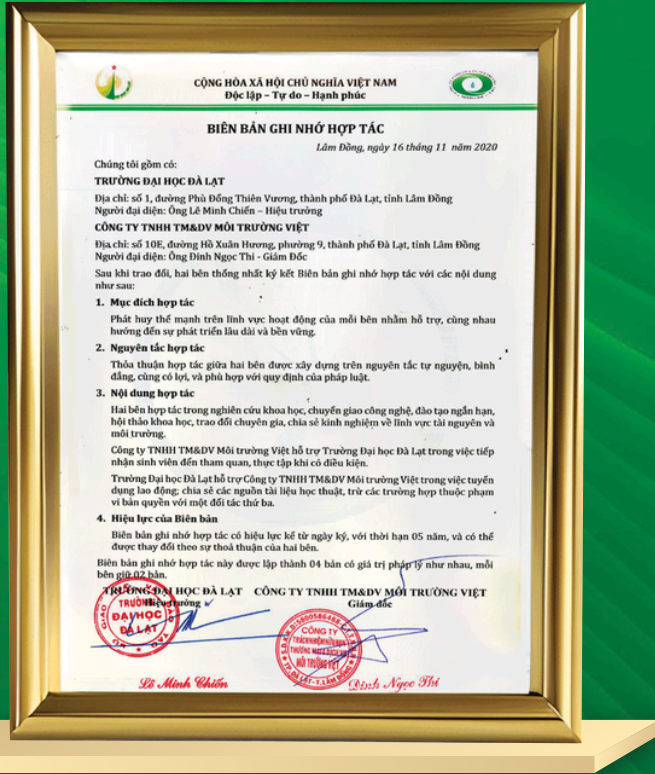 CỘNG HÒA XÃ HỘI CHỦ NGHĨA VIỆT NAM
Độc lập – Tự do – Hạnh phúc
BIÊN BẢN GHI NHỚ HỢP TÁC
Lâm Đồng, ngày 16 tháng 11 năm 2020
Chúng tôi gồm có:
TRƯỜNG ĐẠI HỌC ĐÀ LẠT
Địa chỉ: số 1, đường Phù Đổng Thiên Vương, thành phố Đà Lạt, tỉnh Lâm Đồng
Người đại diện: Ông Lê Minh Chiến – Hiệu trưởng
CÔNG TY TNHH TM&DV MÔI TRƯỜNG VIỆT
Địa chỉ: số 10E, đường Hồ Xuân Hương, phường 9, thành phố Đà Lạt, tỉnh Lâm Đồng
Người đại diện: Ông Đinh Ngọc Thi - Giám Đốc
Sau khi trao đổi, hai bên thống nhất ký kết Biên bản ghi nhớ hợp tác với các nội dung
như sau:
1. Mục đích hợp tác
Phát huy thế mạnh trên lĩnh vực hoạt động của mỗi bên nhằm hỗ trợ, cùng nhau
hướng đến sự phát triển lâu dài và bền vững.
2. Nguyên tắc hợp tác
Thỏa thuận hợp tác giữa hai bên được xây dựng trên nguyên tắc tự nguyện, bình
đẳng, cùng có lợi, và phù hợp với quy định của pháp luật.
3. Nội dung hợp tác
Hai bên hợp tác trong nghiên cứu khoa học, chuyển giao công nghệ, đào tạo ngắn hạn,
hội thảo khoa học, trao đổi chuyên gia, chia sẻ kinh nghiệm về lĩnh vực tài nguyên và
môi trường.
Công ty TNHH TM&DV Môi trường Việt hỗ trợ Trường Đại học Đà Lạt trong việc tiếp
nhận sinh viên đến tham quan, thực tập khi có điều kiện.
Trường Đại học Đà Lạt hỗ trợ Công ty TNHH TM&DV Môi trường Việt trong việc tuyển
dụng lao động; chia sẻ các nguồn tài liệu học thuật, trừ các trường hợp thuộc phạm
vi bản quyền với một đối tác thứ ba.
4. Hiệu lực của Biên bản
Biên bản ghi nhớ hợp tác có hiệu lực kể từ ngày ký, với thời hạn 05 năm, và có thể
được thay đổi theo sự thoả thuận của hai bên.
Biên bản ghi nhớ hợp tác này được lập thành 04 bản có giá trị pháp lý như nhau, mỗi
bên giữ 02 bản.
TRƯỜNG ĐẠI HỌC ĐÀ LẠT CÔNG TY TNHH TM&DV MÔI TRƯỜNG VIỆT
Hiệu trưởng Giám đốc
TRƯỜNG
ĐẠI HỌC
ĐÀ LẠT
CÔNG TY
TRÁCH NHIỆM HỮU HẠN
MÔI TRƯỜNG VIỆT
Lê Minh Chiến Đinh Ngọc Thi